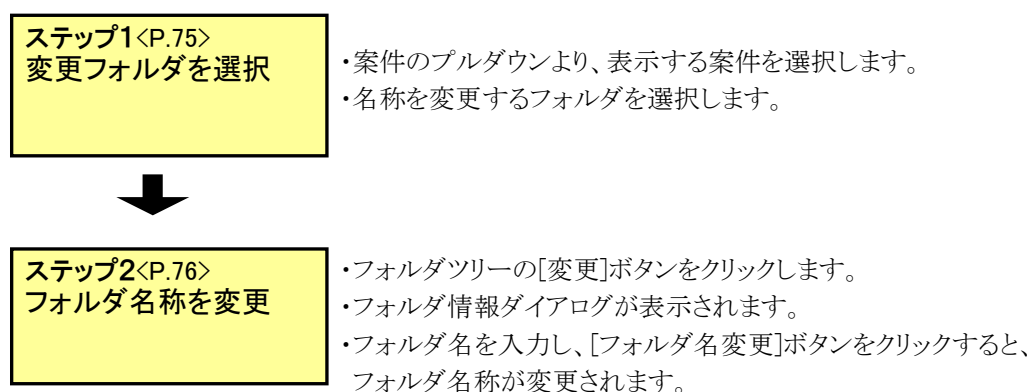 ステップ1<P.75>
変更フォルダを選択
・案件のプルダウンより、表示する案件を選択します。
・名称を変更するフォルダを選択します。
ステップ2<P.76>
フォルダ名称を変更
・フォルダツリーの[変更]ボタンをクリックします。
・フォルダ情報ダイアログが表示されます。
・フォルダ名を入力し、[フォルダ名変更]ボタンをクリックすると、
フォルダ名称が変更されます。